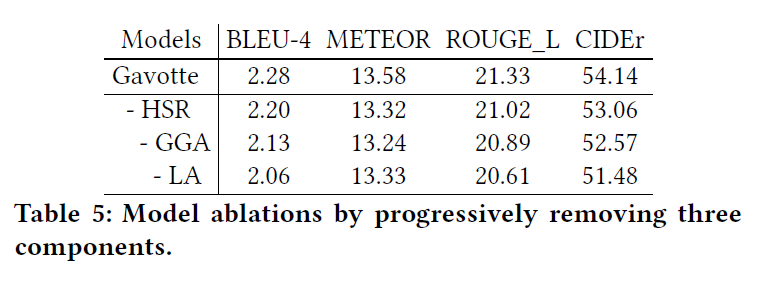 Models BLEU-4 METEOR ROUGE_L CIDEr
Gavotte 2.28 13.58 21.33 54.14
- HSR 2.20 13.32 21.02 53.06
- GGA 2.13 13.24 20.89 52.57
- LA 2.06 13.33 20.61 51.48
Table 5: Model ablations by progressively removing three
components.